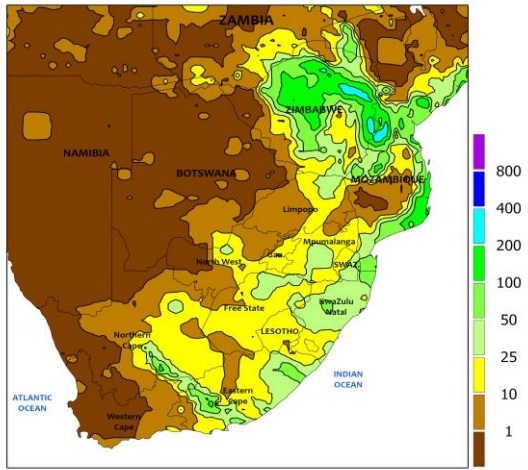 ZAMBIA
ZIMBABWE
NAMIBIA
BOTSWANA
MOZAMBIQUE
Limpopo
Mpumalanga
Gau.
North West
SWAZ.
Free State
KwaZulu
Natal
LESOTHO
Northern
Cape
INDIAN
OCEAN
Eastern
Cape
ATLANTIC
OCEAN
Western
Cape
800
400
200
100
50
25
10
1